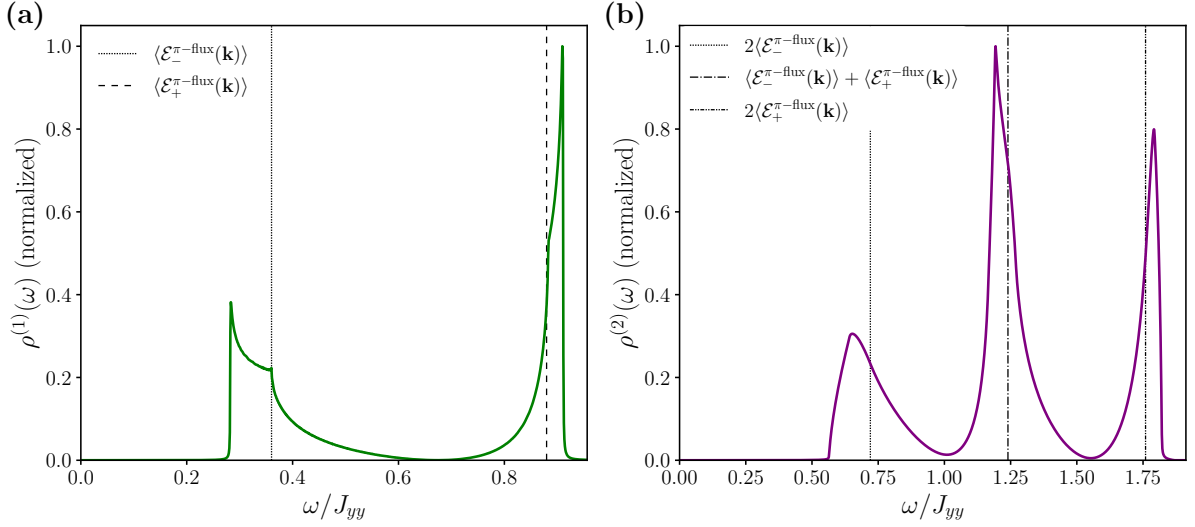 (a)
⟨ℰ₋^{π−flux}(𝐤)⟩
⟨ℰ₊^{π−flux}(𝐤)⟩
1.0
0.8
0.6
0.4
0.2
0.0
ρ^{(1)}(ω) (normalized)
0.0 0.2 0.4 0.6 0.8
ω/J_{yy}
(b)
2⟨ℰ₋^{π−flux}(𝐤)⟩
⟨ℰ₋^{π−flux}(𝐤)⟩ + ⟨ℰ₊^{π−flux}(𝐤)⟩
2⟨ℰ₊^{π−flux}(𝐤)⟩
1.0
0.8
0.6
0.4
0.2
0.0
ρ^{(2)}(ω) (normalized)
0.00 0.25 0.50 0.75 1.00 1.25 1.50 1.75
ω/J_{yy}